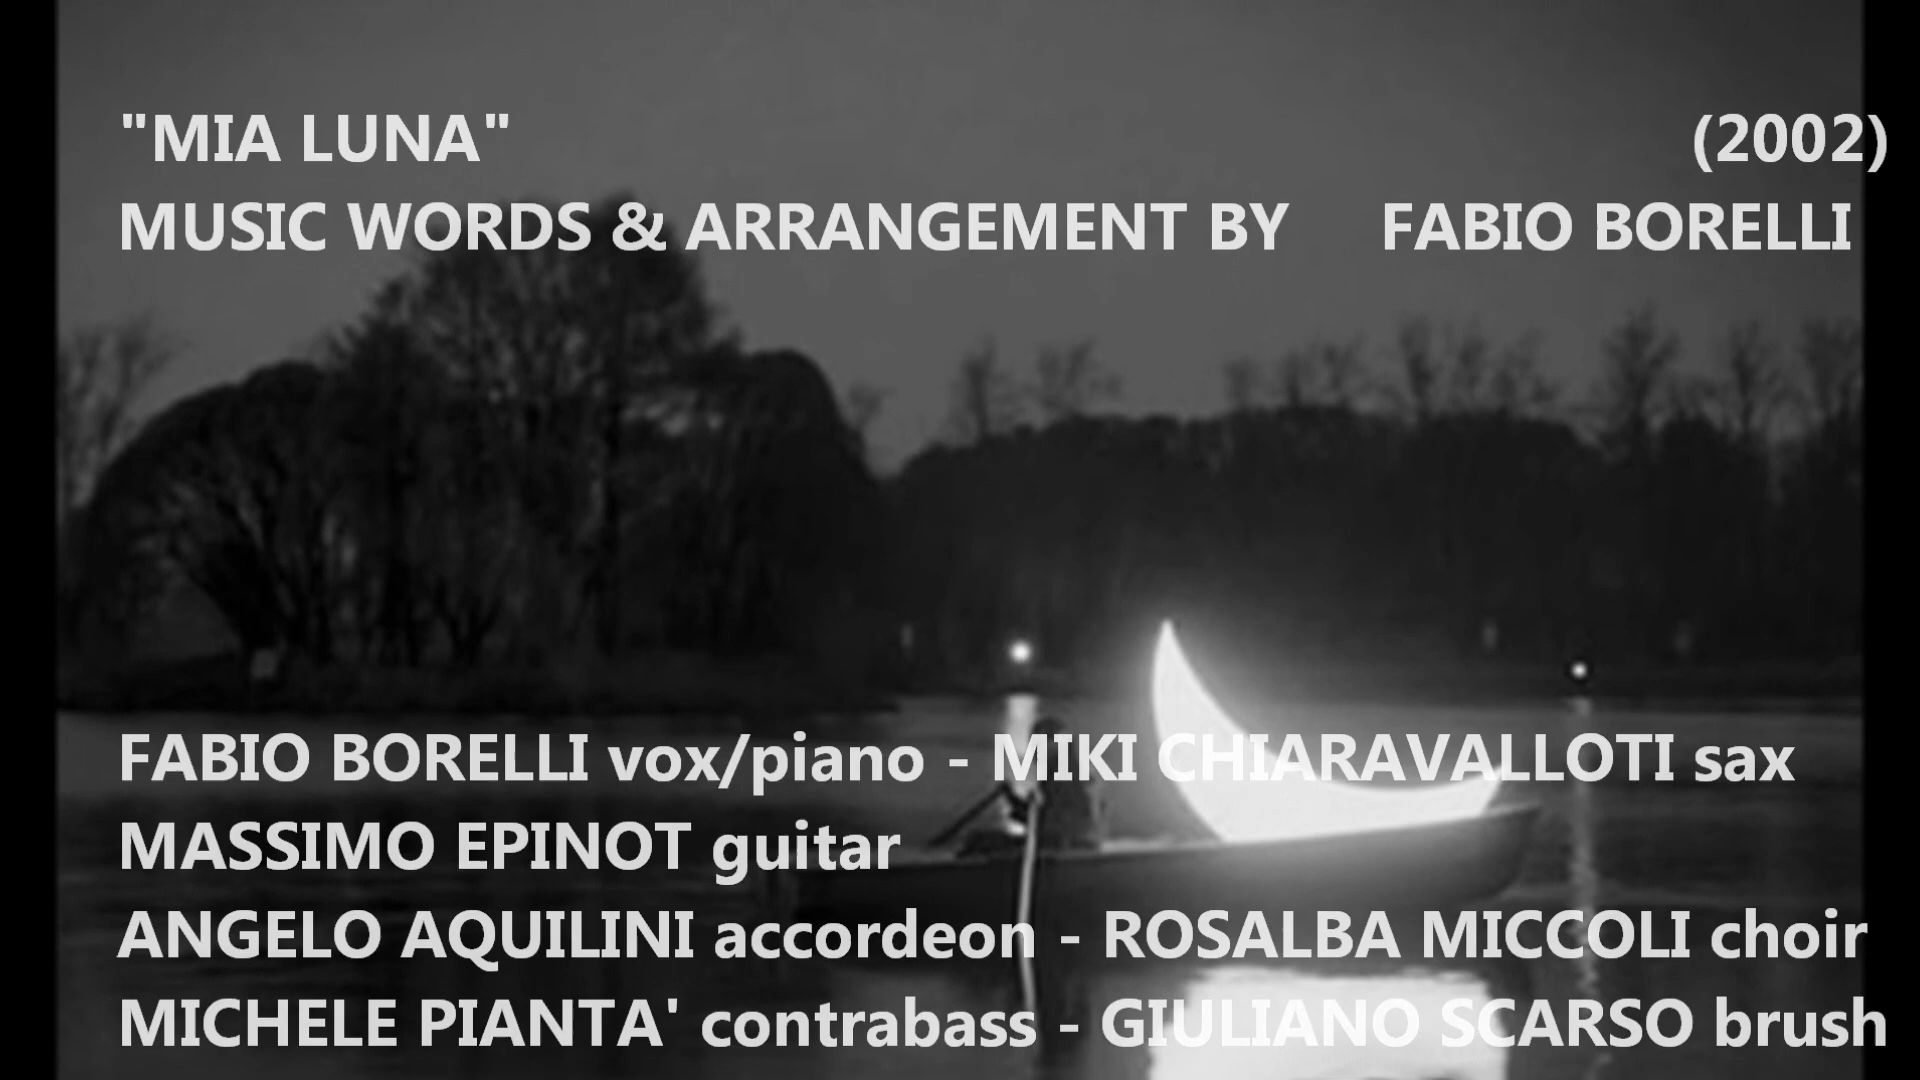 "MIA LUNA" (2002)
MUSIC WORDS & ARRANGEMENT BY FABIO BORELLI
FABIO BORELLI vox/piano - MIKI CHIARAVALLOTI sax
MASSIMO EPINOT guitar
ANGELO AQUILINI accordeon - ROSALBA MICCOLI choir
MICHELE PIANTA' contrabass - GIULIANO SCARSO brush